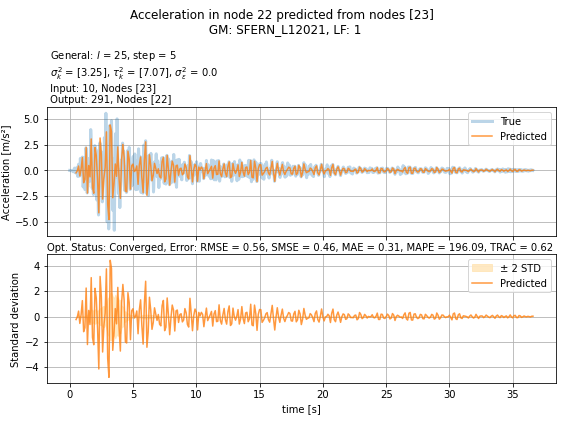 Acceleration in node 22 predicted from nodes [23]
GM: SFERN_L12021, LF: 1
General: l = 25, step = 5
σ²ₖ = [3.25], τ²ₖ = [7.07], σ²ε = 0.0
Input: 10, Nodes [23]
Output: 291, Nodes [22]
Acceleration [m/s²]
5.0
2.5
0.0
−2.5
−5.0
True
Predicted
Opt. Status: Converged, Error: RMSE = 0.56, SMSE = 0.46, MAE = 0.31, MAPE = 196.09, TRAC = 0.62
Standard deviation
4
2
0
−2
−4
± 2 STD
Predicted
0 5 10 15 20 25 30 35
time [s]